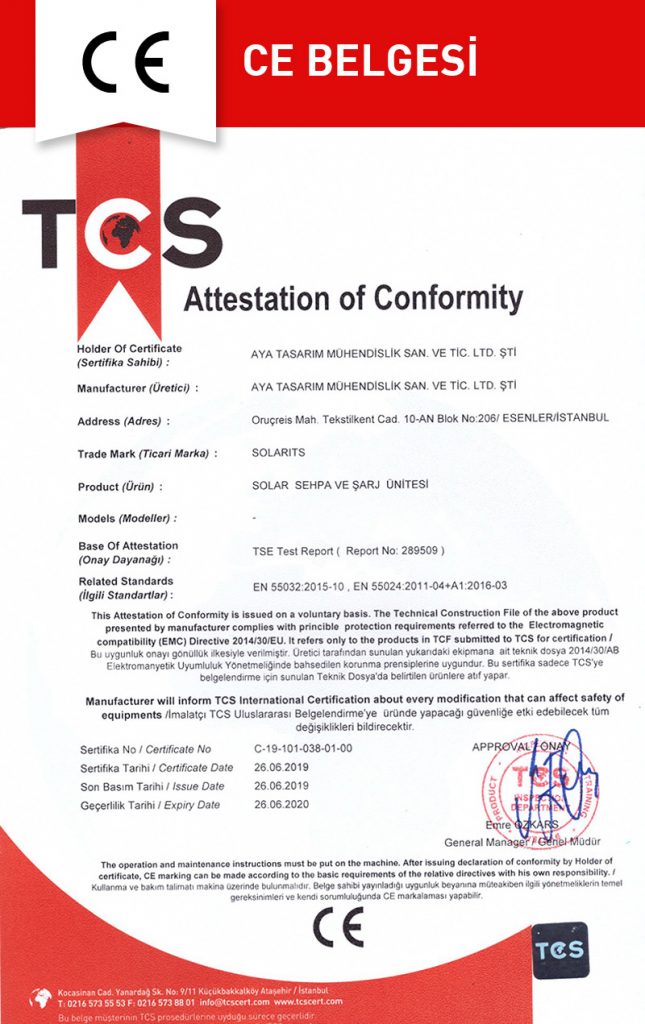 CE
CE BELGESİ
TCS
Attestation of Conformity
Holder Of Certificate
(Sertifika Sahibi) :
AYA TASARIM MÜHENDİSLİK SAN. VE TİC. LTD. ŞTİ
Manufacturer (Üretici) :
AYA TASARIM MÜHENDİSLİK SAN. VE TİC. LTD. ŞTİ
Address (Adres) :
Oruçreis Mah. Tekstilkent Cad. 10-AN Blok No:206/ ESENLER/İSTANBUL
Trade Mark (Ticari Marka) :
SOLARITS
Product (Ürün) :
SOLAR SEHPA VE ŞARJ ÜNİTESİ
Models (Modeller) :
-
Base Of Attestation
(Onay Dayanağı) :
TSE Test Report ( Report No: 289509 )
Related Standards
(İlgili Standartlar) :
EN 55032:2015-10 , EN 55024:2011-04+A1:2016-03
This Attestation of Conformity is issued on a voluntary basis. The Technical Construction File of the above product
presented by manufacturer complies with princible protection requirements referred to the Electromagnetic
compatibility (EMC) Directive 2014/30/EU. It refers only to the products in TCF submitted to TCS for certification /
Bu uygunluk onayı gönüllük ilkesiyle verilmiştir. Üretici tarafından sunulan yukarıdaki ekipmana ait teknik dosya 2014/30/AB
Elektromanyetik Uyumluluk Yönetmeliğinde bahsedilen korunma prensiplerine uygundur. Bu sertifika sadece TCS'ye
belgelendirme için sunulan Teknik Dosya'da belirtilen ürünlere atıf yapar.
Manufacturer will inform TCS International Certification about every modification that can affect safety of
equipments /İmalatçı TCS Uluslararası Belgelendirme'ye üründe yapacağı güvenliğe etki edebilecek tüm
değişiklikleri bildirecektir.
Sertifika No / Certificate No
C-19-101-038-01-00
Sertifika Tarihi / Certificate Date
26.06.2019
Son Basım Tarihi / Issue Date
26.06.2019
Geçerlilik Tarihi / Expiry Date
26.06.2020
APPROVAL / ONAY
TCS
PRODUCT
TRAINING
DEPARTMENT
Emre ÖZKARS
General Manager / Genel Müdür
The operation and maintenance instructions must be put on the machine. After issuing declaration of conformity by Holder of
certificate, CE marking can be made according to the basic requirements of the relative directives with his own responsibility. /
Kullanma ve bakım talimatı makina üzerinde bulunmalıdır. Belge sahibi yayınladığı uygunluk beyanına müteakiben ilgili yönetmeliklerin temel
gereksinimleri ve kendi sorumluluğunda CE markalaması yapabilir.
CE
TCS
Kocasinan Cad. Yanardağ Sk. No: 9/11 Küçükbakkalköy Ataşehir / İstanbul
T: 0216 573 55 53 F: 0216 573 88 01 info@tcscert.com www.tcscert.com
Bu belge müşterinin TCS prosedürlerine uyduğu sürece geçerlidir.